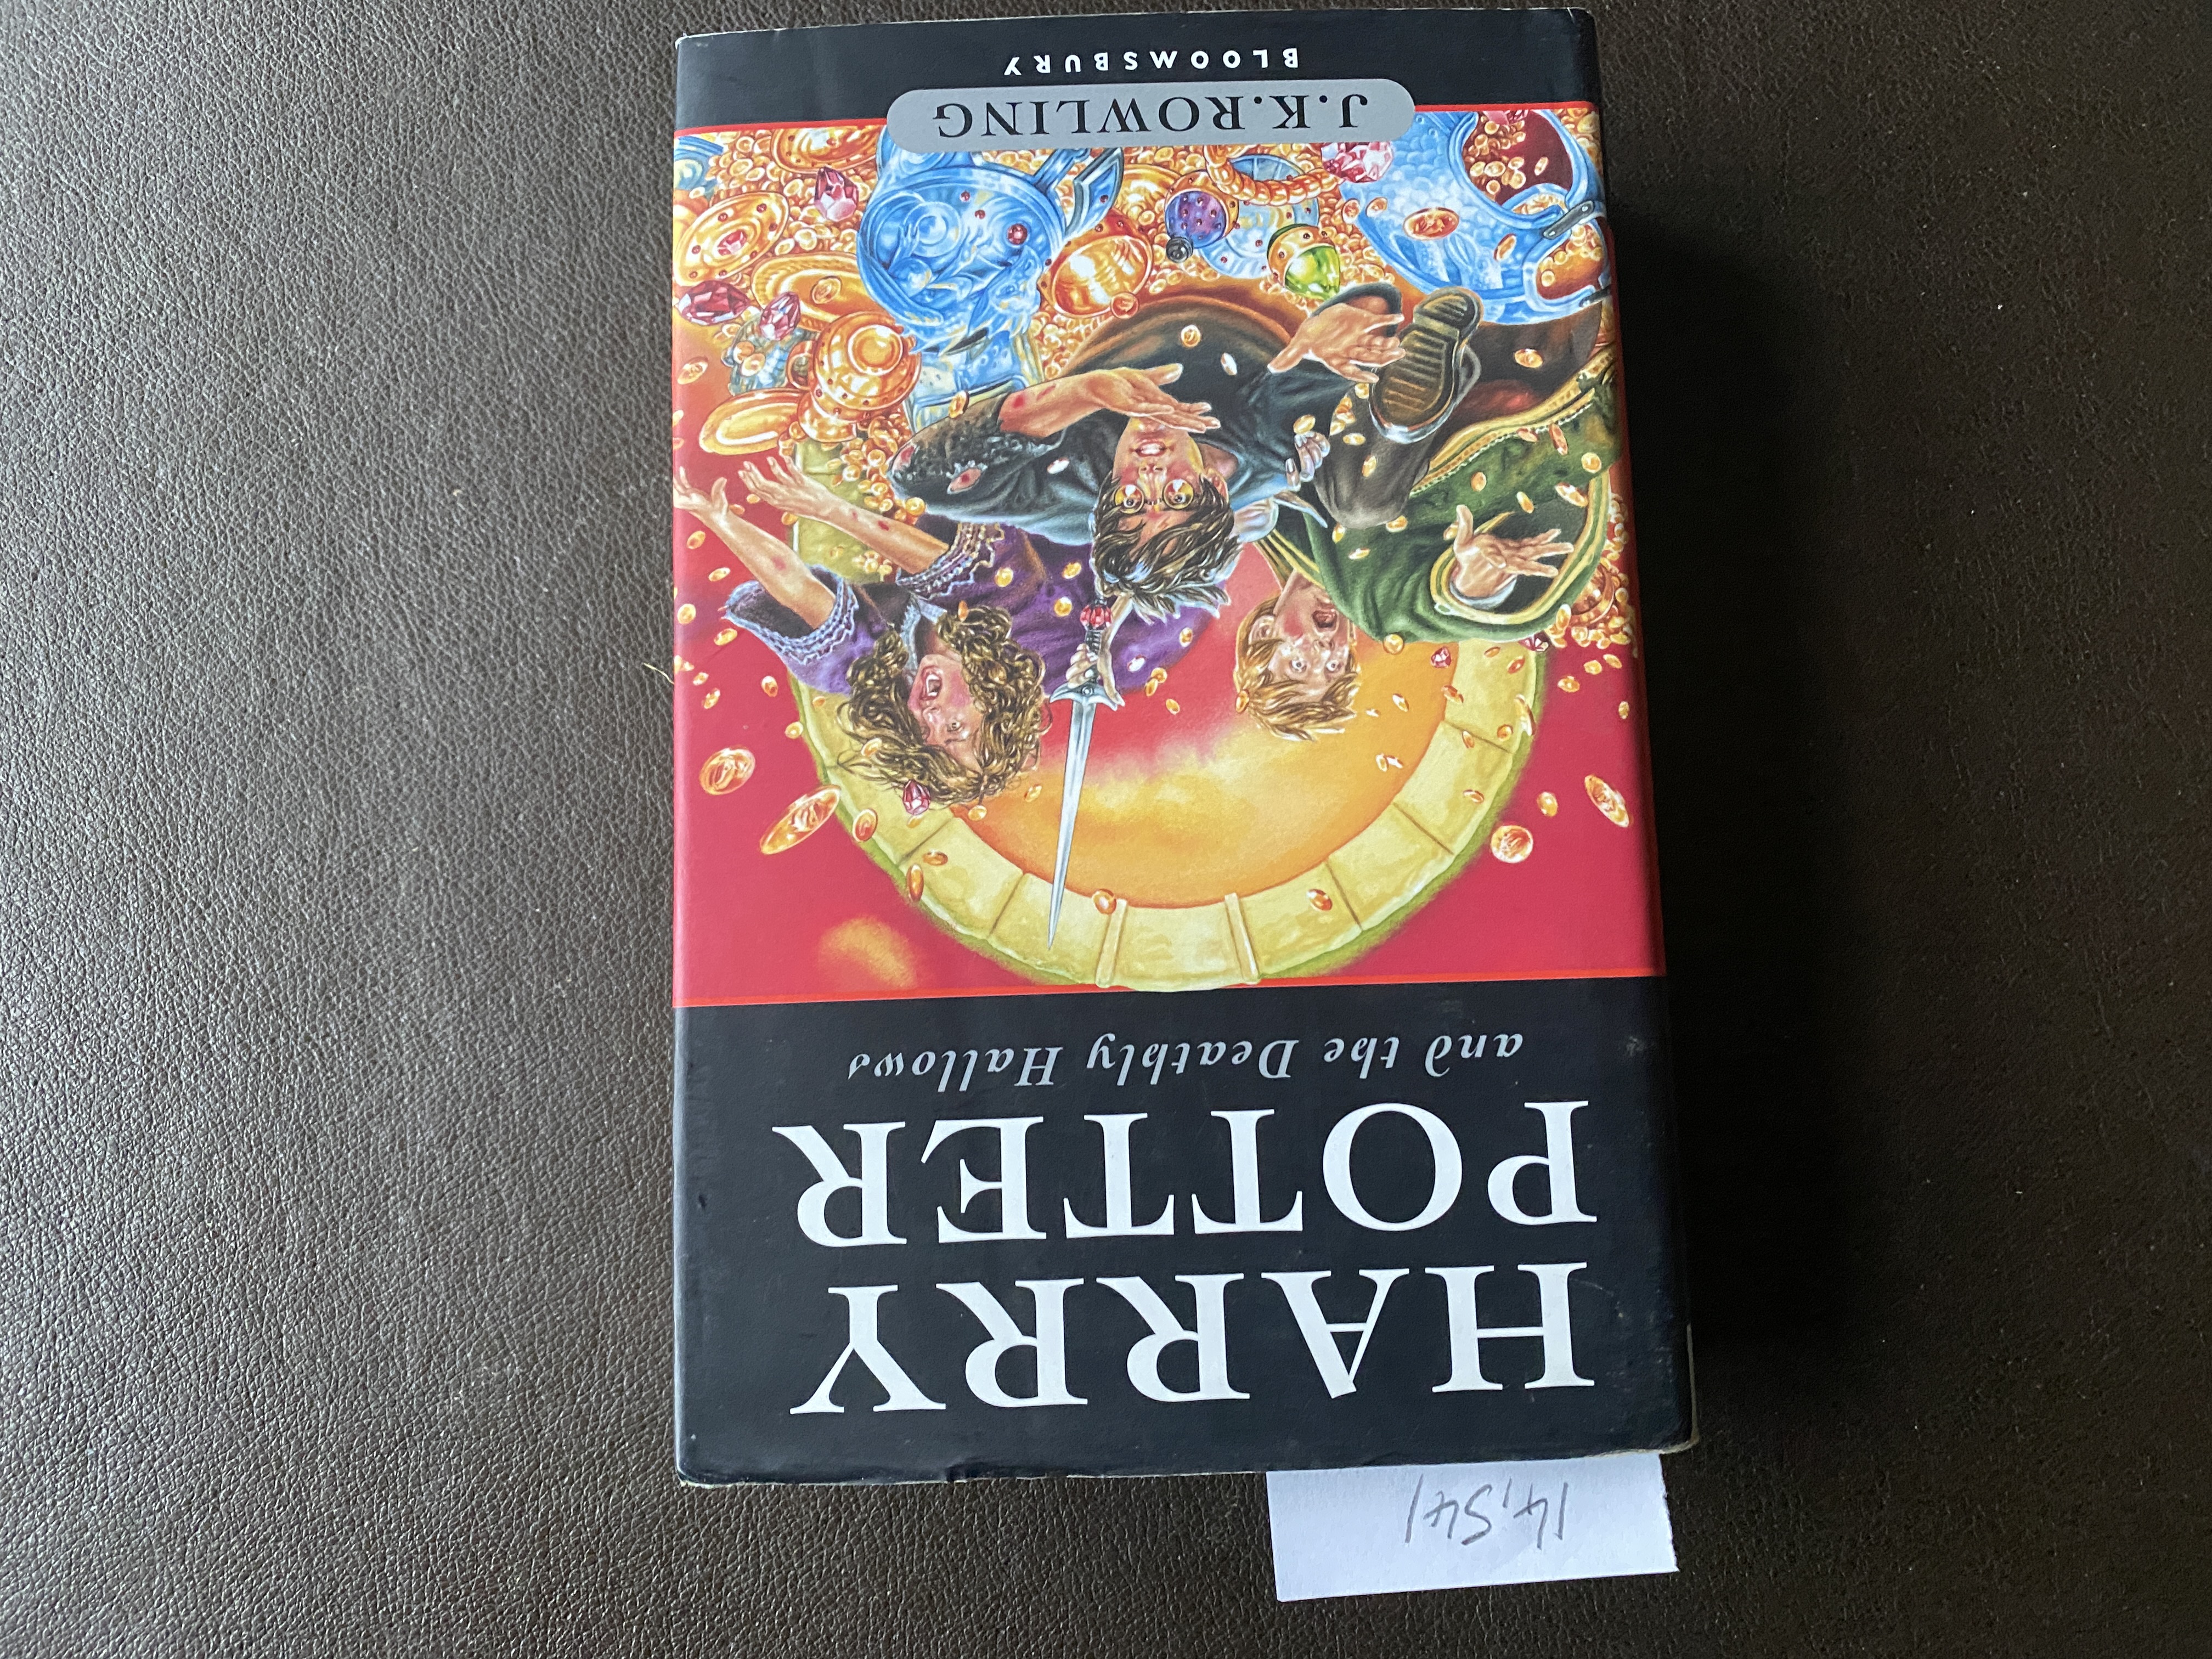 14,541
HARRY
POTTER
and the Deathly Hallows
J.K.ROWLING
BLOOMSBURY